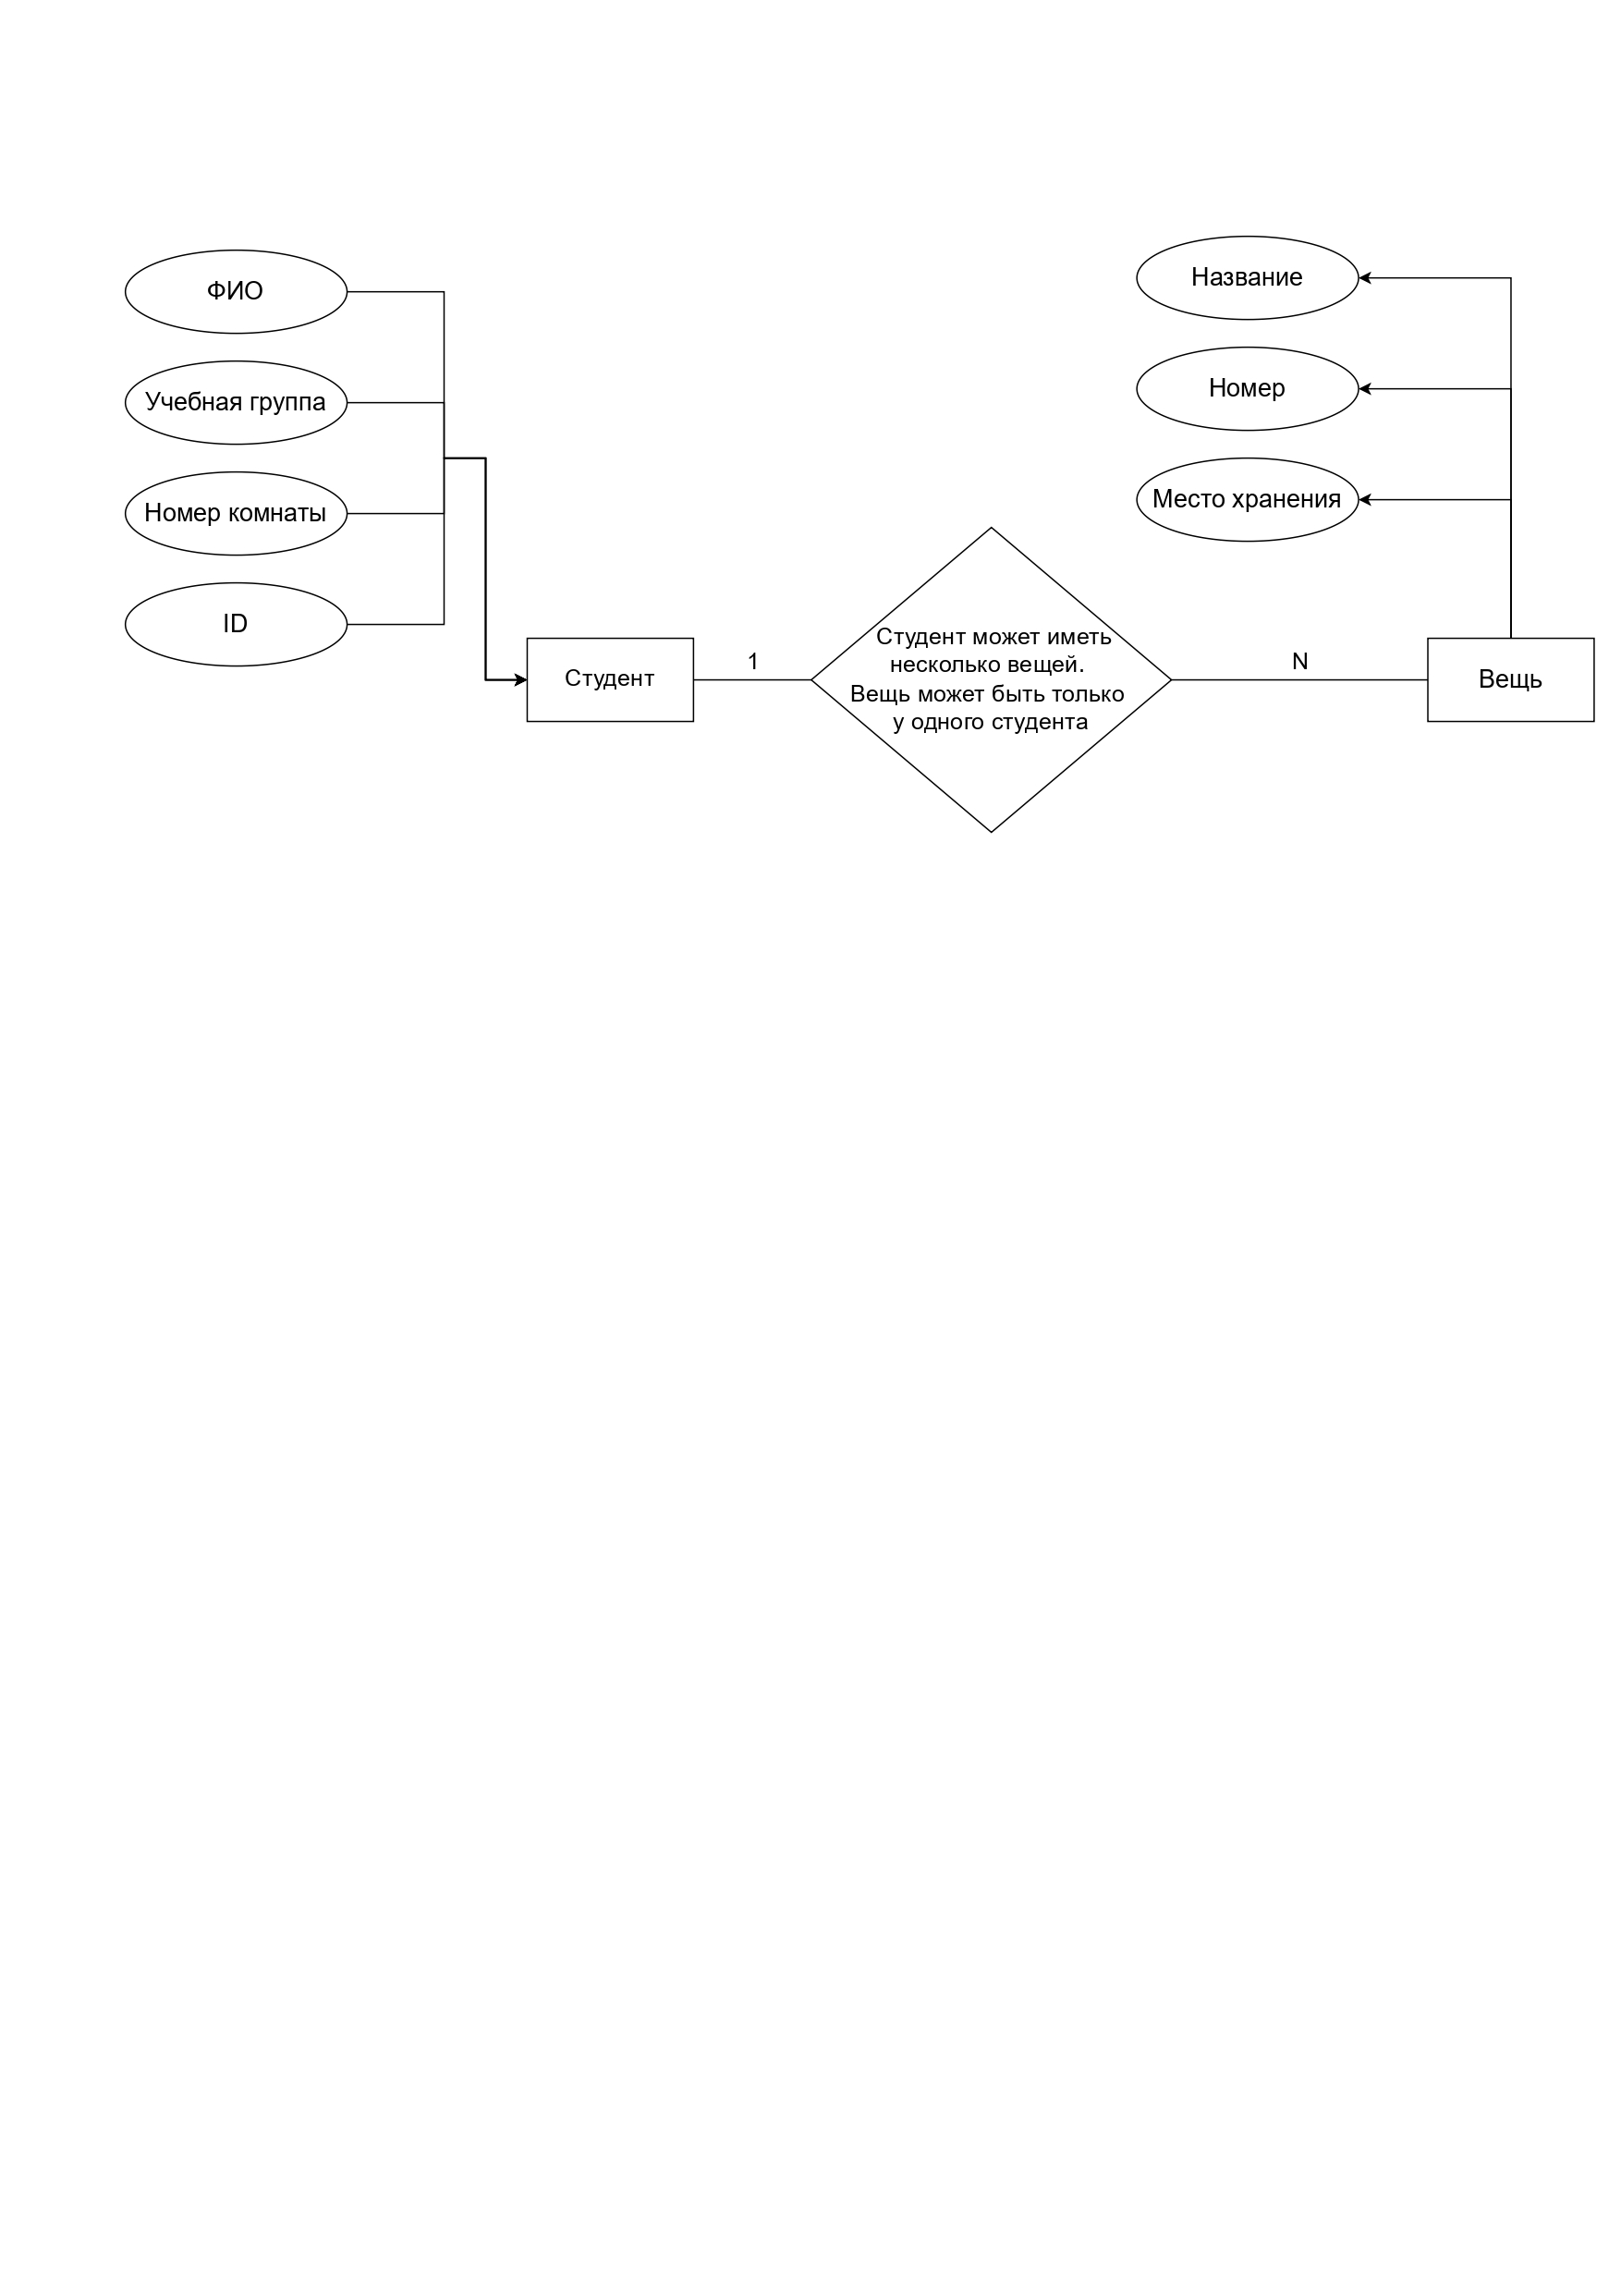 ФИО
Учебная группа
Номер комнаты
ID
Студент
1
Студент может иметь
несколько вещей.
Вещь может быть только
у одного студента
N
Название
Номер
Место хранения
Вещь